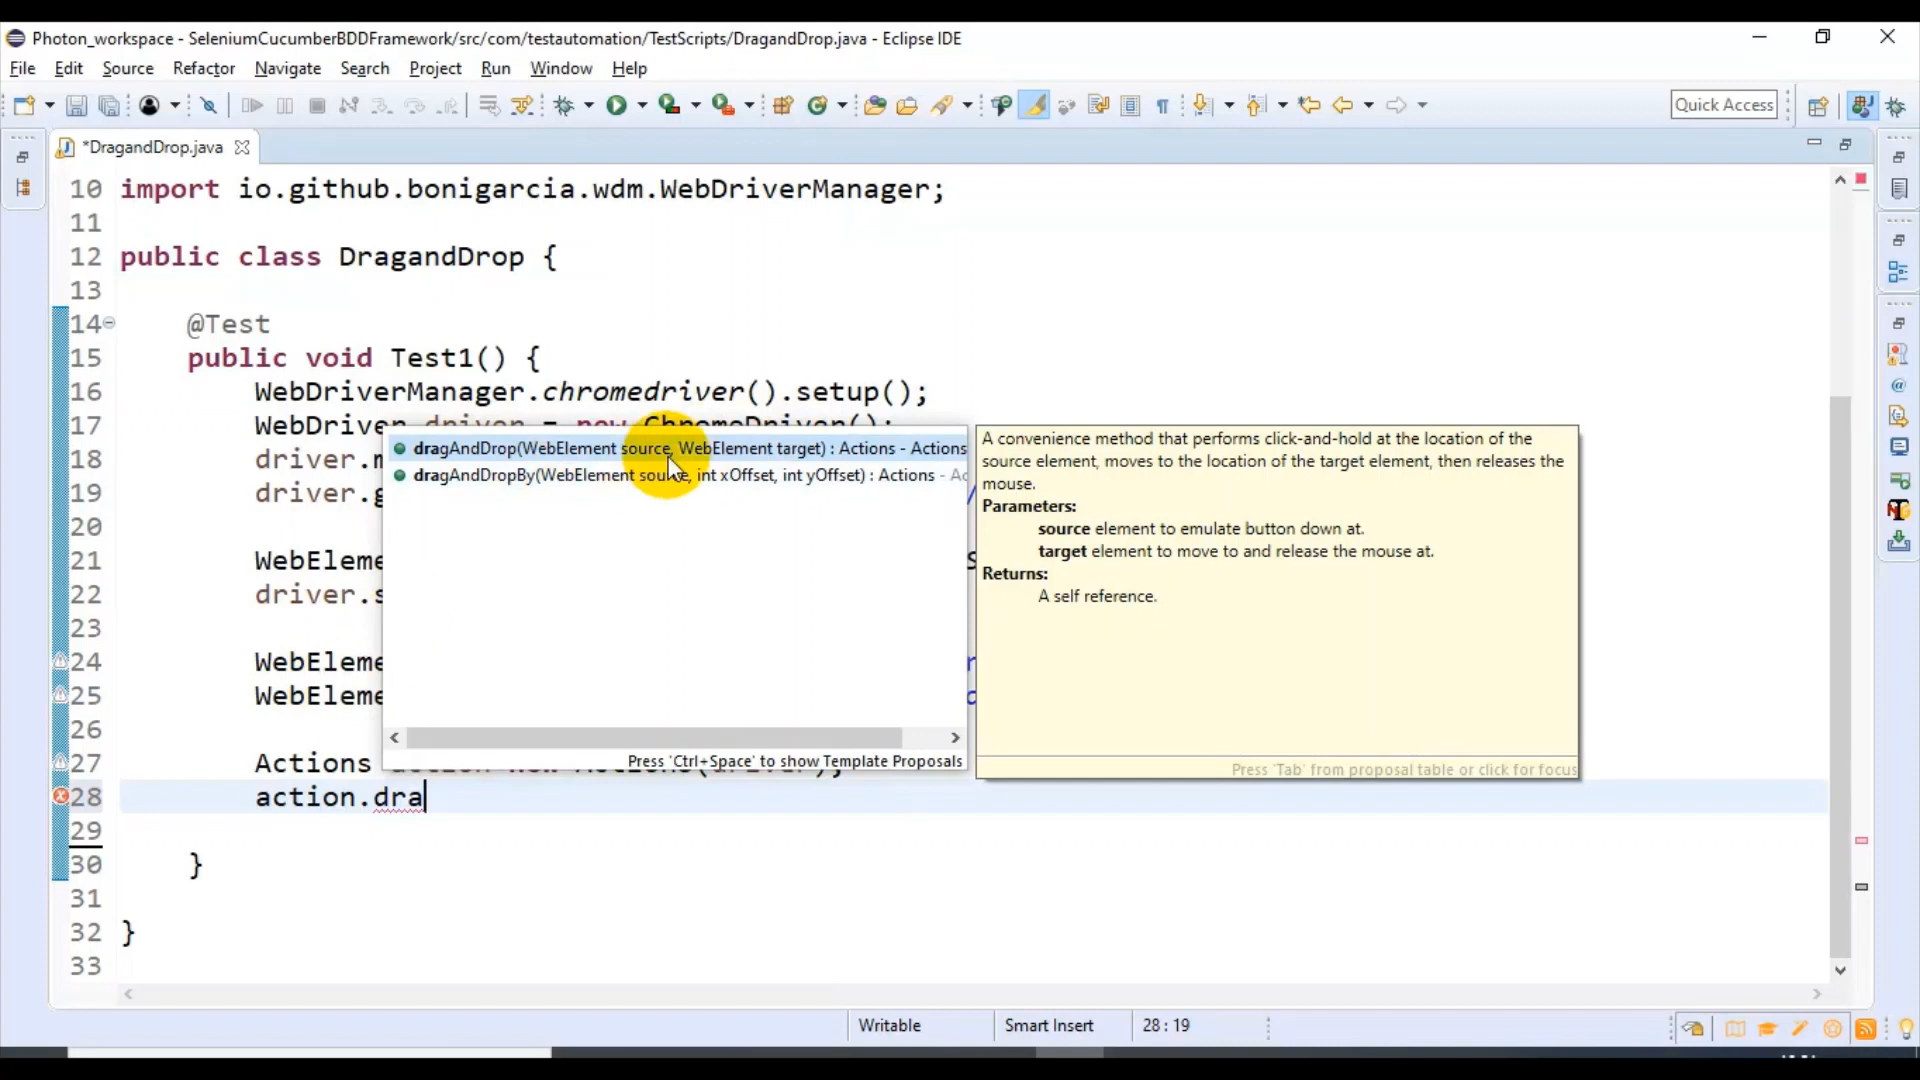 Photon_workspace - SeleniumCucumberBDDFramework/src/com/testautomation/TestScripts/DragandDrop.java - Eclipse IDE
File Edit Source Refactor Navigate Search Project Run Window Help
Quick Access
*DragandDrop.java
10 import io.github.bonigarcia.wdm.WebDriverManager;
11
12 public class DragandDrop {
13
14 @Test
15 public void Test1() {
16 WebDriverManager.chromedriver().setup();
17 WebDriver driver = new ChromeDriver();
18 driver.m
19 driver.g
20
21 WebEleme
22 driver.s
23
24 WebEleme
25 WebEleme
26
27 Actions action new Actions(driver);
28 action.dra
29
30 }
31
32 }
33
dragAndDrop(WebElement source, WebElement target) : Actions - Actions
dragAndDropBy(WebElement source, int xOffset, int yOffset) : Actions - Ac
Press 'Ctrl+Space' to show Template Proposals
A convenience method that performs click-and-hold at the location of the
source element, moves to the location of the target element, then releases the
mouse.
Parameters:
source element to emulate button down at.
target element to move to and release the mouse at.
Returns:
A self reference.
Press 'Tab' from proposal table or click for focus
Writable Smart Insert 28 : 19